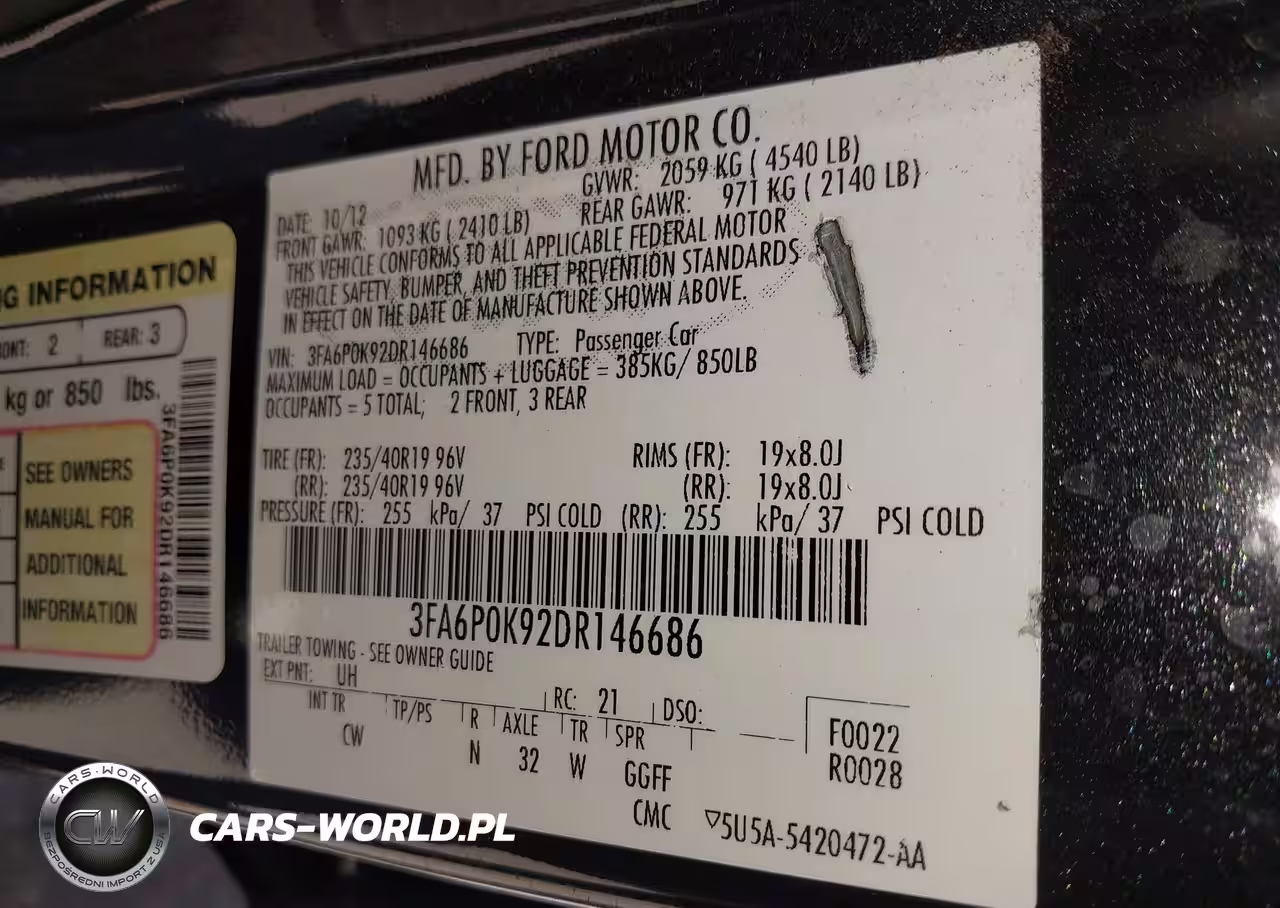 MFD. BY FORD MOTOR CO.
DATE: 10/12 GVWR: 2059 KG ( 4540 LB)
FRONT GAWR: 1093 KG ( 2410 LB) REAR GAWR: 971 KG ( 2140 LB)
THIS VEHICLE CONFORMS TO ALL APPLICABLE FEDERAL MOTOR
VEHICLE SAFETY, BUMPER, AND THEFT PREVENTION STANDARDS
IN EFFECT ON THE DATE OF MANUFACTURE SHOWN ABOVE.
VIN: 3FA6P0K92DR146686 TYPE: Passenger Car
MAXIMUM LOAD = OCCUPANTS + LUGGAGE = 385KG/ 850LB
OCCUPANTS = 5 TOTAL; 2 FRONT, 3 REAR
TIRE (FR): 235/40R19 96V RIMS (FR): 19x8.0J
(RR): 235/40R19 96V (RR): 19x8.0J
PRESSURE (FR): 255 kPa/ 37 PSI COLD (RR): 255 kPa/ 37 PSI COLD
3FA6P0K92DR146686
TRAILER TOWING - SEE OWNER GUIDE
EXT PNT: UH RC: 21 DSO:
INT TR TP/PS R AXLE TR SPR
CW N 32 W GGFF
F0022
R0028
CMC ▽5U5A-5420472-AA
INFORMATION
2 REAR: 3
kg or 850 lbs.
SEE OWNERS
MANUAL FOR
ADDITIONAL
INFORMATION
3FA6P0K92DR146686
CARS-WORLD
CW
BEZPOŚREDNI IMPORT Z USA
CARS-WORLD.PL